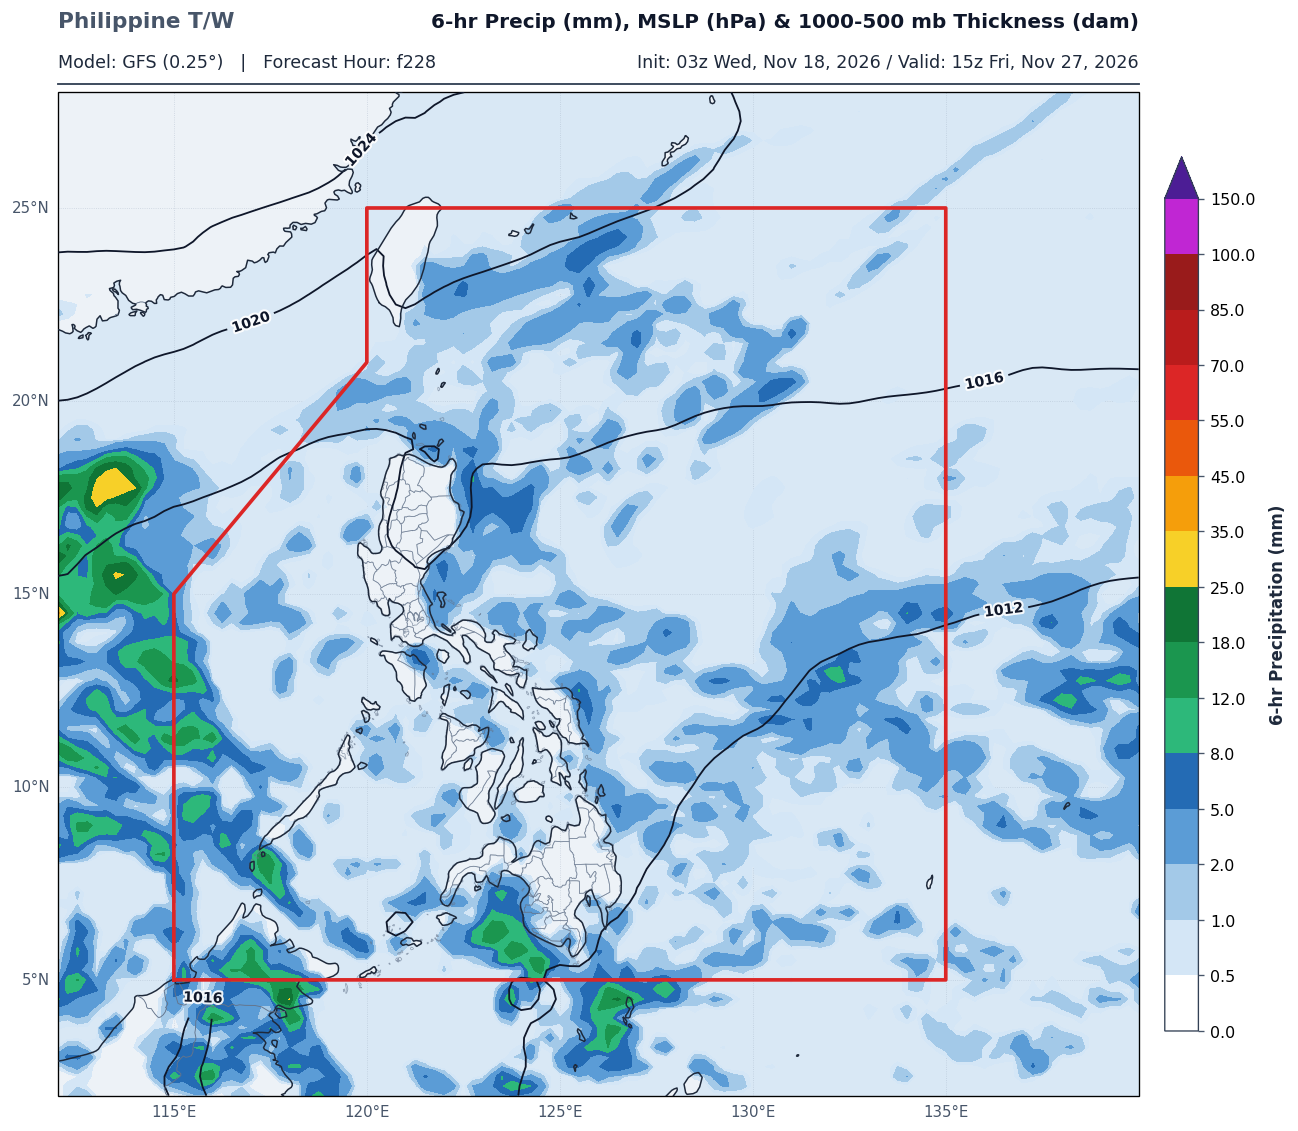 Philippine T/W
6-hr Precip (mm), MSLP (hPa) & 1000-500 mb Thickness (dam)
Model: GFS (0.25°) | Forecast Hour: f228
Init: 03z Wed, Nov 18, 2026 / Valid: 15z Fri, Nov 27, 2026
1024
1020
1016
1012
1016
25°N
20°N
15°N
10°N
5°N
115°E
120°E
125°E
130°E
135°E
150.0
100.0
85.0
70.0
55.0
45.0
35.0
25.0
18.0
12.0
8.0
5.0
2.0
1.0
0.5
0.0
6-hr Precipitation (mm)